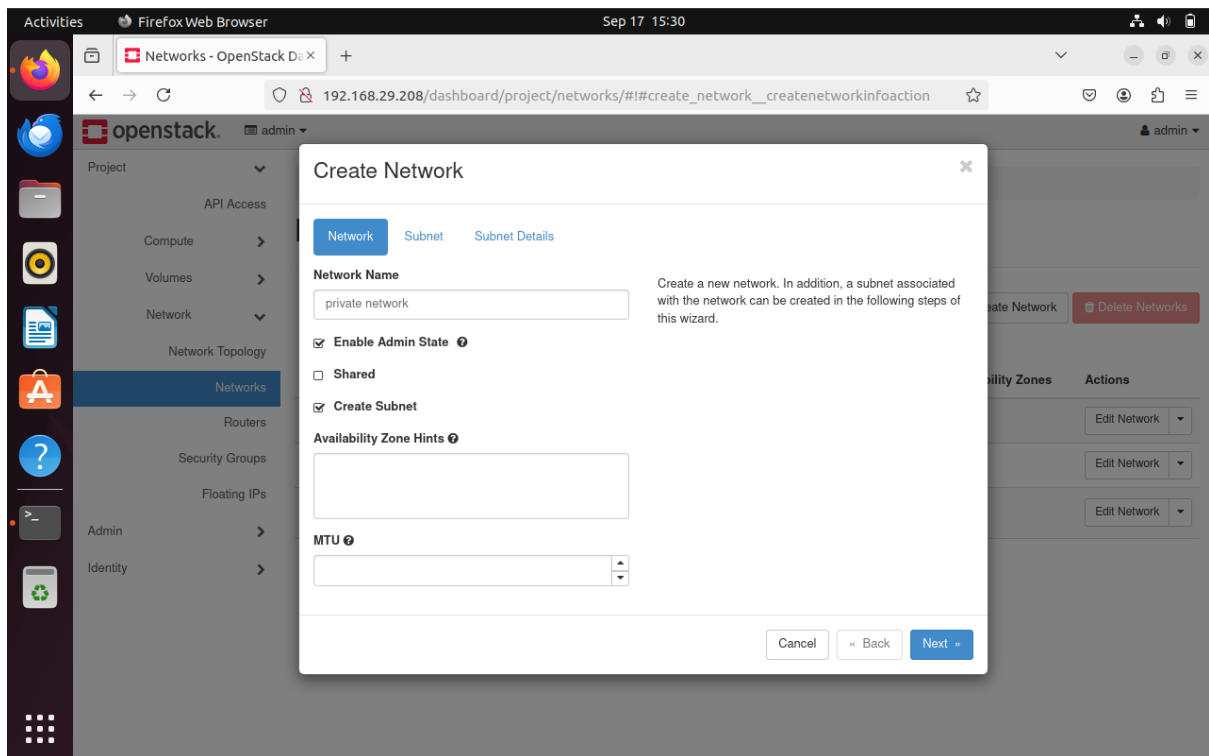 Activities Firefox Web Browser Sep 17 15:30
Networks - OpenStack Da
192.168.29.208/dashboard/project/networks/#!#create_network__createnetworkinfoaction
openstack. admin admin
Project
API Access
Compute
Volumes
Network
Network Topology
Networks
Routers
Security Groups
Floating IPs
Admin
Identity
Create Network
Network Subnet Subnet Details
Network Name
private network
Enable Admin State
Shared
Create Subnet
Availability Zone Hints
MTU
Create a new network. In addition, a subnet associated
with the network can be created in the following steps of
this wizard.
Cancel « Back Next »
eate Network Delete Networks
bility Zones Actions
Edit Network
Edit Network
Edit Network